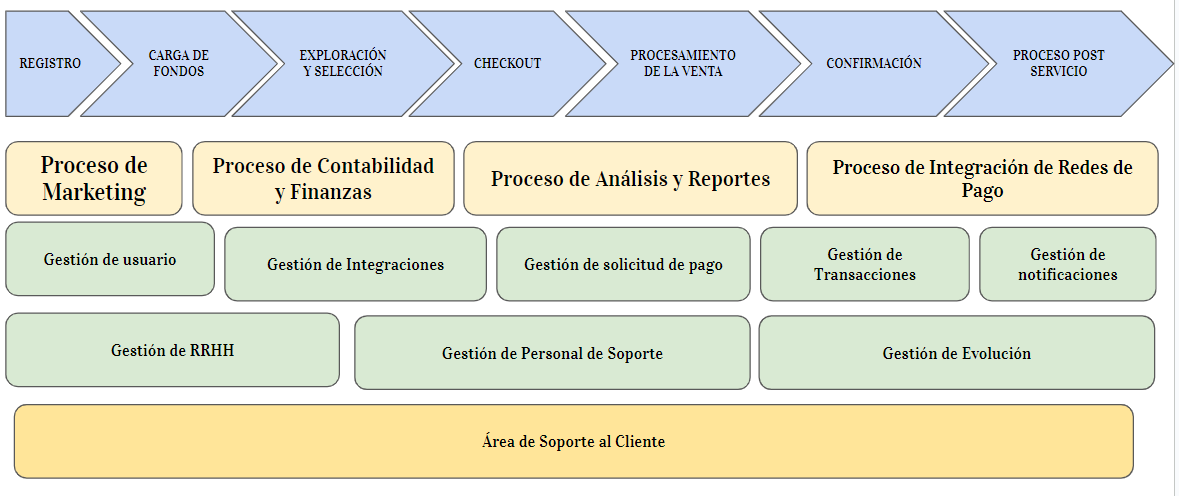 REGISTRO
CARGA DE
FONDOS
EXPLORACIÓN
Y SELECCIÓN
CHECKOUT
PROCESAMIENTO
DE LA VENTA
CONFIRMACIÓN
PROCESO POST
SERVICIO
Proceso de
Marketing
Proceso de Contabilidad
y Finanzas
Proceso de Análisis y Reportes
Proceso de Integración de Redes de
Pago
Gestión de usuario
Gestión de Integraciones
Gestión de solicitud de pago
Gestión de
Transacciones
Gestión de
notificaciones
Gestión de RRHH
Gestión de Personal de Soporte
Gestión de Evolución
Área de Soporte al Cliente